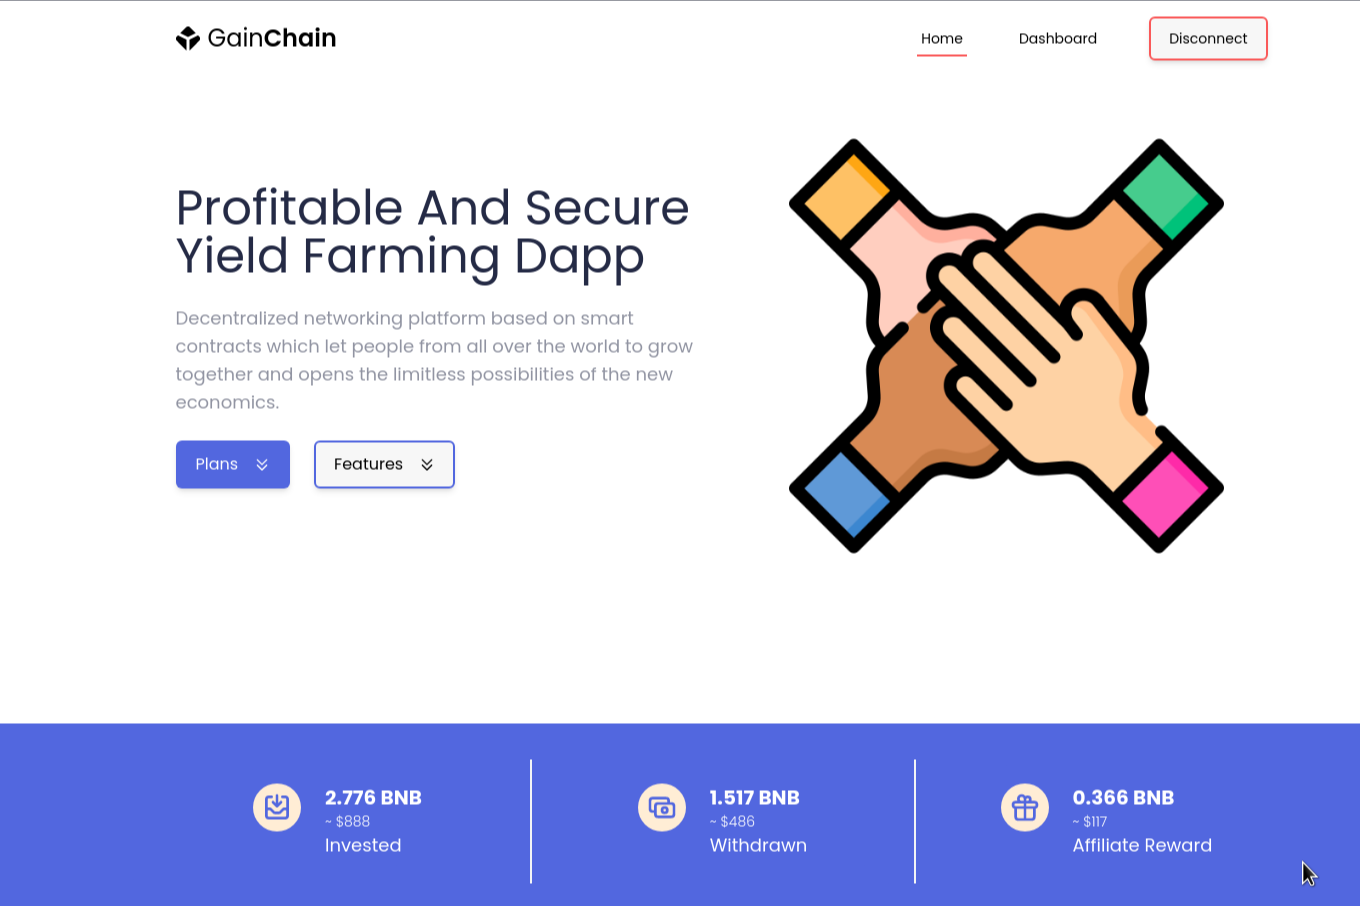 GainChain
Home
Dashboard
Disconnect
Profitable And Secure
Yield Farming Dapp
Decentralized networking platform based on smart
contracts which let people from all over the world to grow
together and opens the limitless possibilities of the new
economics.
Plans
Features
2.776 BNB
~ $888
Invested
1.517 BNB
~ $486
Withdrawn
0.366 BNB
~ $117
Affiliate Reward